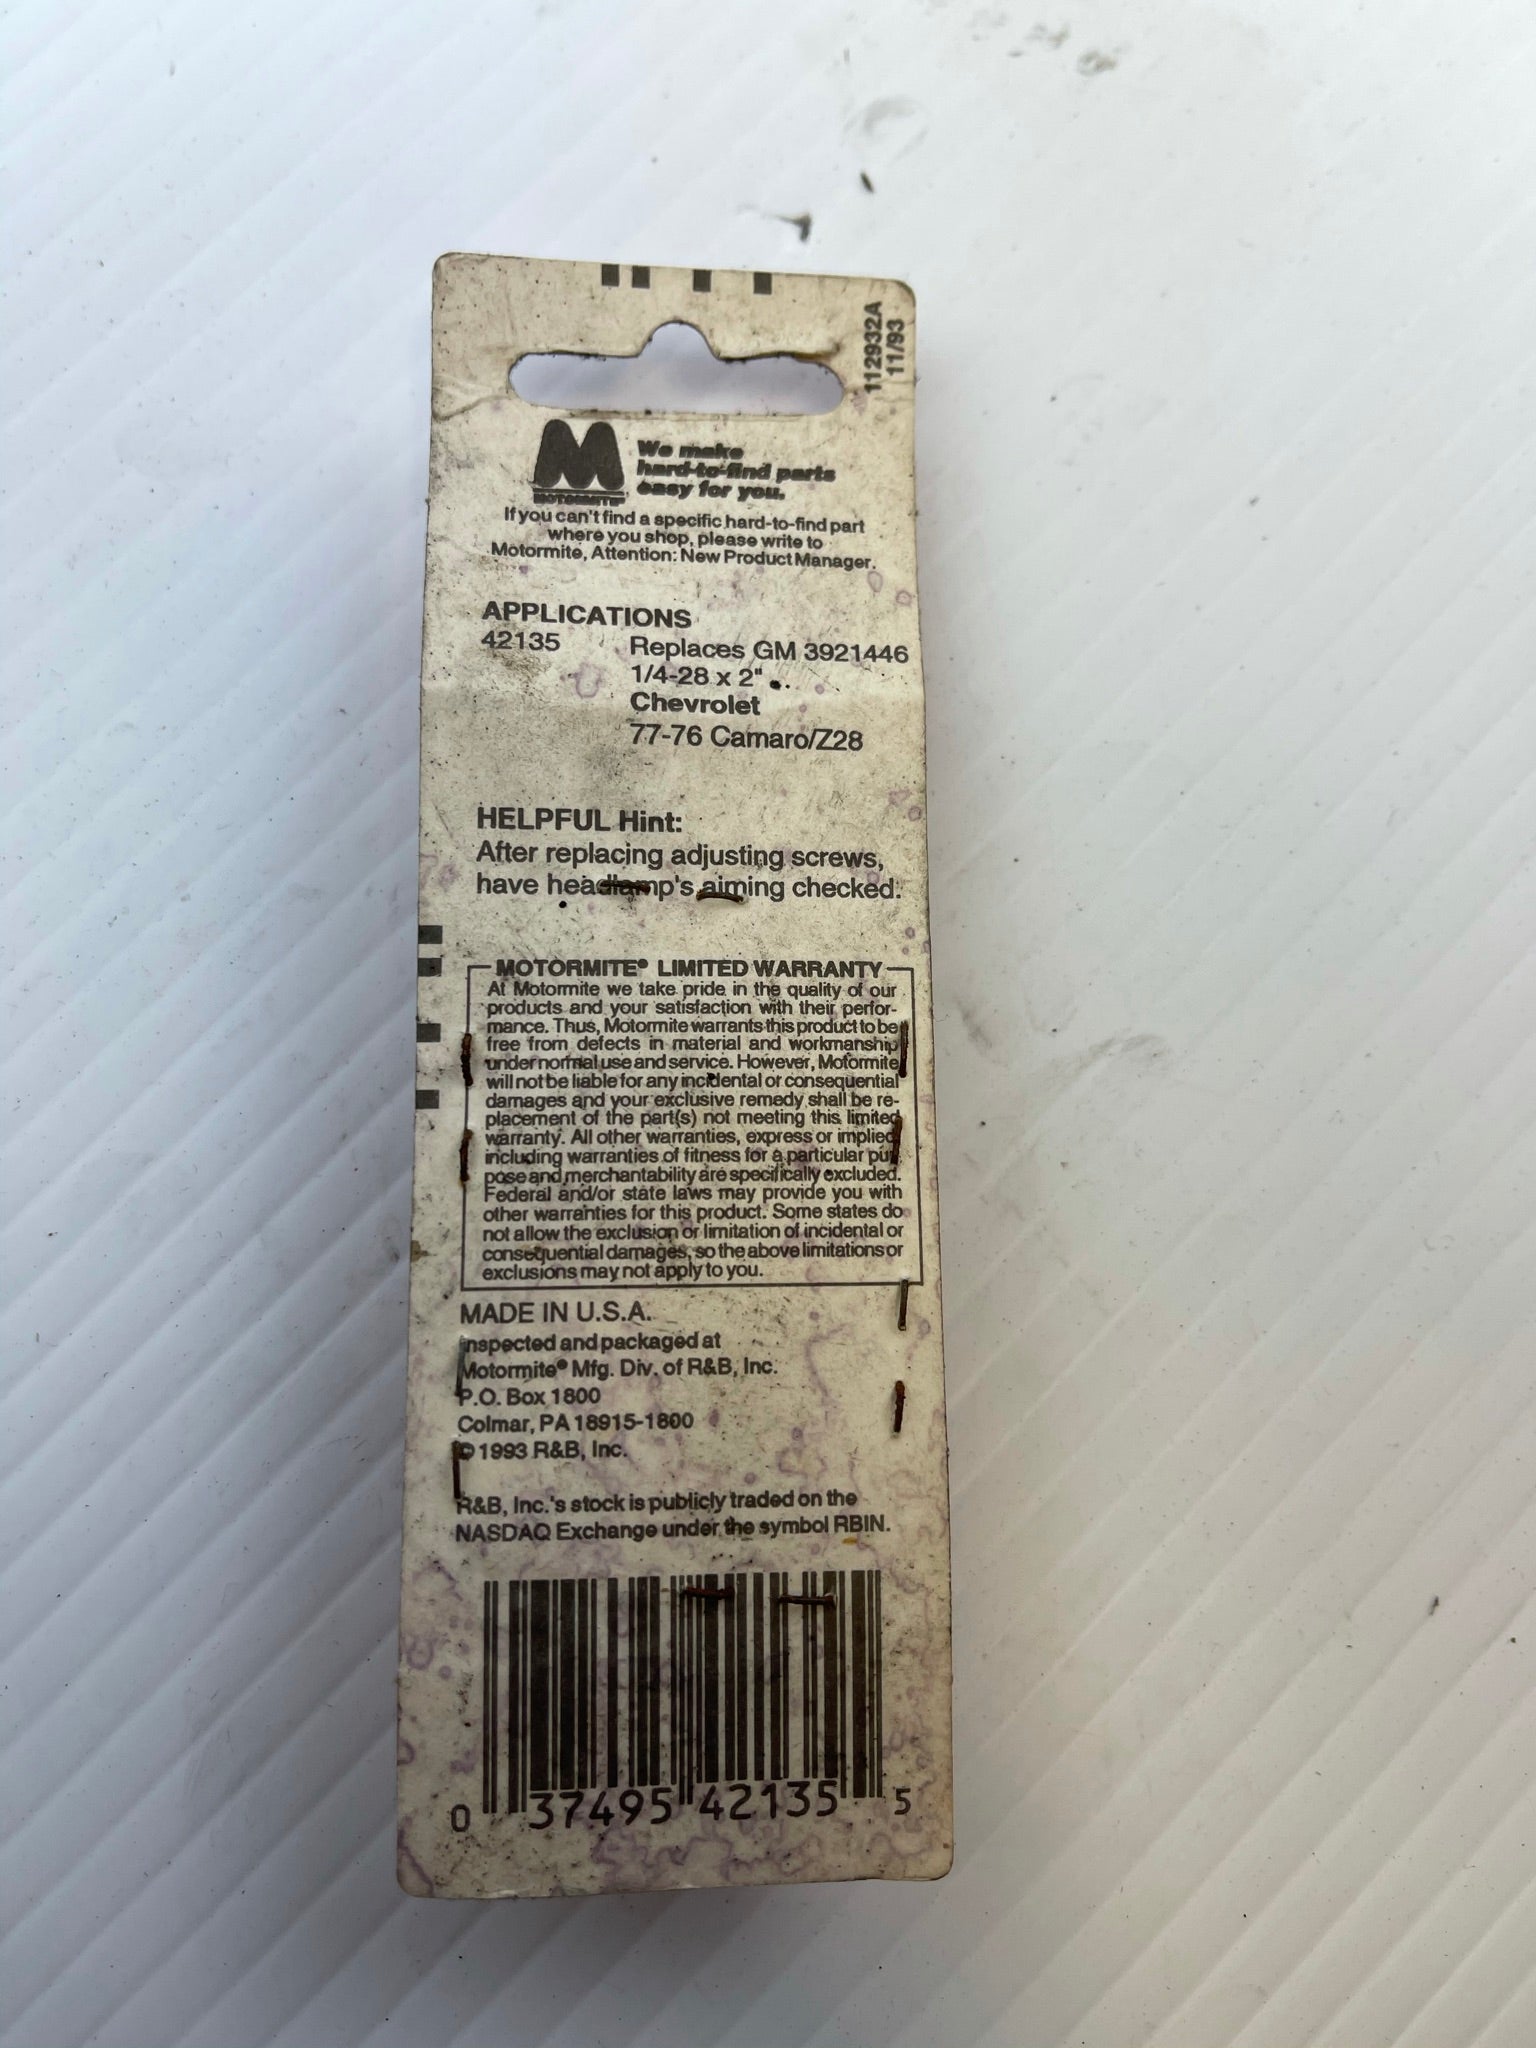 112932A
11/93
MOTORMITE®
We make
hard-to-find parts
easy for you.
If you can't find a specific hard-to-find part
where you shop, please write to
Motormite, Attention: New Product Manager.
APPLICATIONS
42135 Replaces GM 3921446
1/4-28 x 2"
Chevrolet
77-76 Camaro/Z28
HELPFUL Hint:
After replacing adjusting screws,
have headlamp's aiming checked.
MOTORMITE® LIMITED WARRANTY
At Motormite we take pride in the quality of our
products and your satisfaction with their perfor-
mance. Thus, Motormite warrants this product to be
free from defects in material and workmanship
under normal use and service. However, Motormite
will not be liable for any incidental or consequential
damages and your exclusive remedy shall be re-
placement of the part(s) not meeting this limited
warranty. All other warranties, express or implied
including warranties of fitness for a particular pur-
pose and merchantability are specifically excluded.
Federal and/or state laws may provide you with
other warranties for this product. Some states do
not allow the exclusion or limitation of incidental or
consequential damages, so the above limitations or
exclusions may not apply to you.
MADE IN U.S.A.
Inspected and packaged at
Motormite® Mfg. Div. of R&B, Inc.
P.O. Box 1800
Colmar, PA 18915-1800
© 1993 R&B, Inc.
R&B, Inc.'s stock is publicly traded on the
NASDAQ Exchange under the symbol RBIN.
0 37495 42135 5